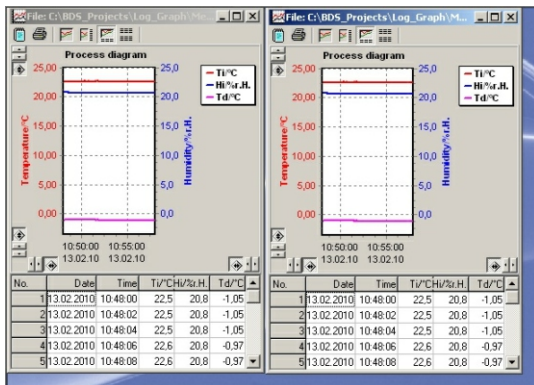 File: C:\BDS_Projects\Log_Graph\Me...
Process diagram
25,00
20,00
15,00
10,00
5,00
0,00
Temperature/°C
25,0
20,0
15,0
10,0
5,0
0,0
Humidity/%r.H.
Ti/°C
Hi/%r.H.
Td/°C
10:50:00 10:55:00
13.02.10 13.02.10
No. Date Time Ti/°C Hi/%r.H. Td/°C
1 13.02.2010 10:48:00 22,5 20,8 -1,05
2 13.02.2010 10:48:02 22,5 20,8 -1,05
3 13.02.2010 10:48:04 22,5 20,8 -1,05
4 13.02.2010 10:48:06 22,6 20,8 -0,97
5 13.02.2010 10:48:08 22,6 20,8 -0,97
File: C:\BDS_Projects\Log_Graph\M...
Process diagram
25,00
20,00
15,00
10,00
5,00
0,00
Temperature/°C
25,0
20,0
15,0
10,0
5,0
0,0
Humidity/%r.H.
Ti/°C
Hi/%r.H.
Td/°C
10:50:00 10:55:00
13.02.10 13.02.10
No. Date Time Ti/°C Hi/%r.H. Td/°C
1 13.02.2010 10:48:00 22,5 20,8 -1,05
2 13.02.2010 10:48:02 22,5 20,8 -1,05
3 13.02.2010 10:48:04 22,5 20,8 -1,05
4 13.02.2010 10:48:06 22,6 20,8 -0,97
5 13.02.2010 10:48:08 22,6 20,8 -0,97